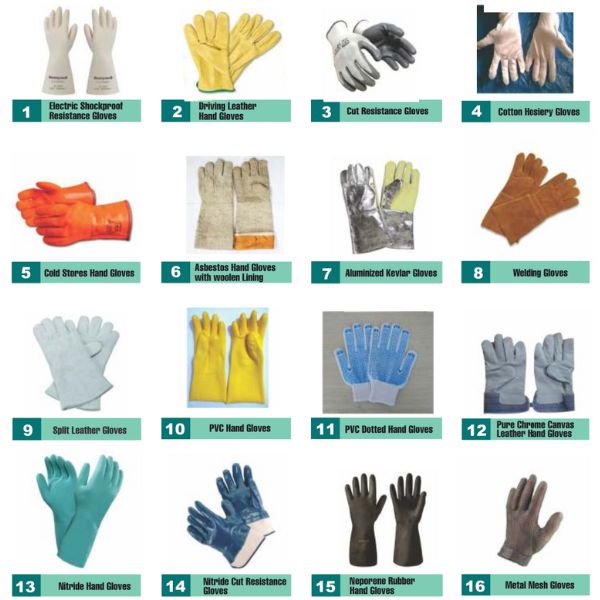 1 Electric Shockproof
Resistance Gloves
2 Driving Leather
Hand Gloves
3 Cut Resistance Gloves
4 Cotton Hesiery Gloves
5 Cold Stores Hand Gloves
6 Asbestos Hand Gloves
with woolen Lining
7 Aluminized Kevlar Gloves
8 Welding Gloves
9 Split Leather Gloves
10 PVC Hand Gloves
11 PVC Dotted Hand Gloves
12 Pure Chrome Canvas
Leather Hand Gloves
13 Nitride Hand Gloves
14 Nitride Cut Resistance
Gloves
15 Noporene Rubber
Hand Gloves
16 Metal Mesh Gloves